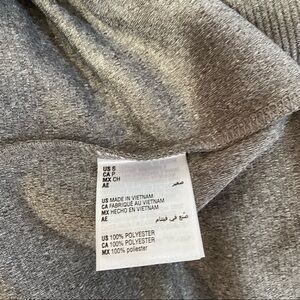 US S
CA P
MX CH
AE صغير
US MADE IN VIETNAM
CA FABRIQUÉ AU VIETNAM
MX HECHO EN VIETNAM
AE صنع في فيتنام
US 100% POLYESTER
CA 100% POLYESTER
MX 100% poliester